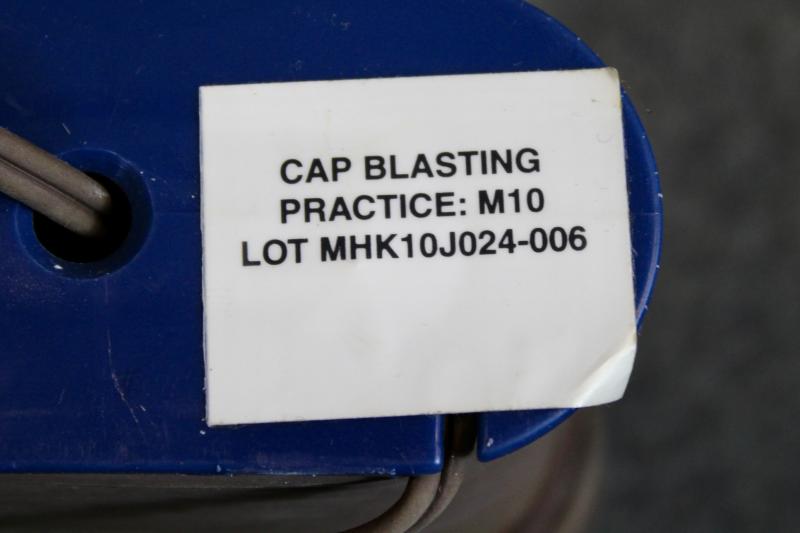 CAP BLASTING
PRACTICE: M10
LOT MHK10J024-006